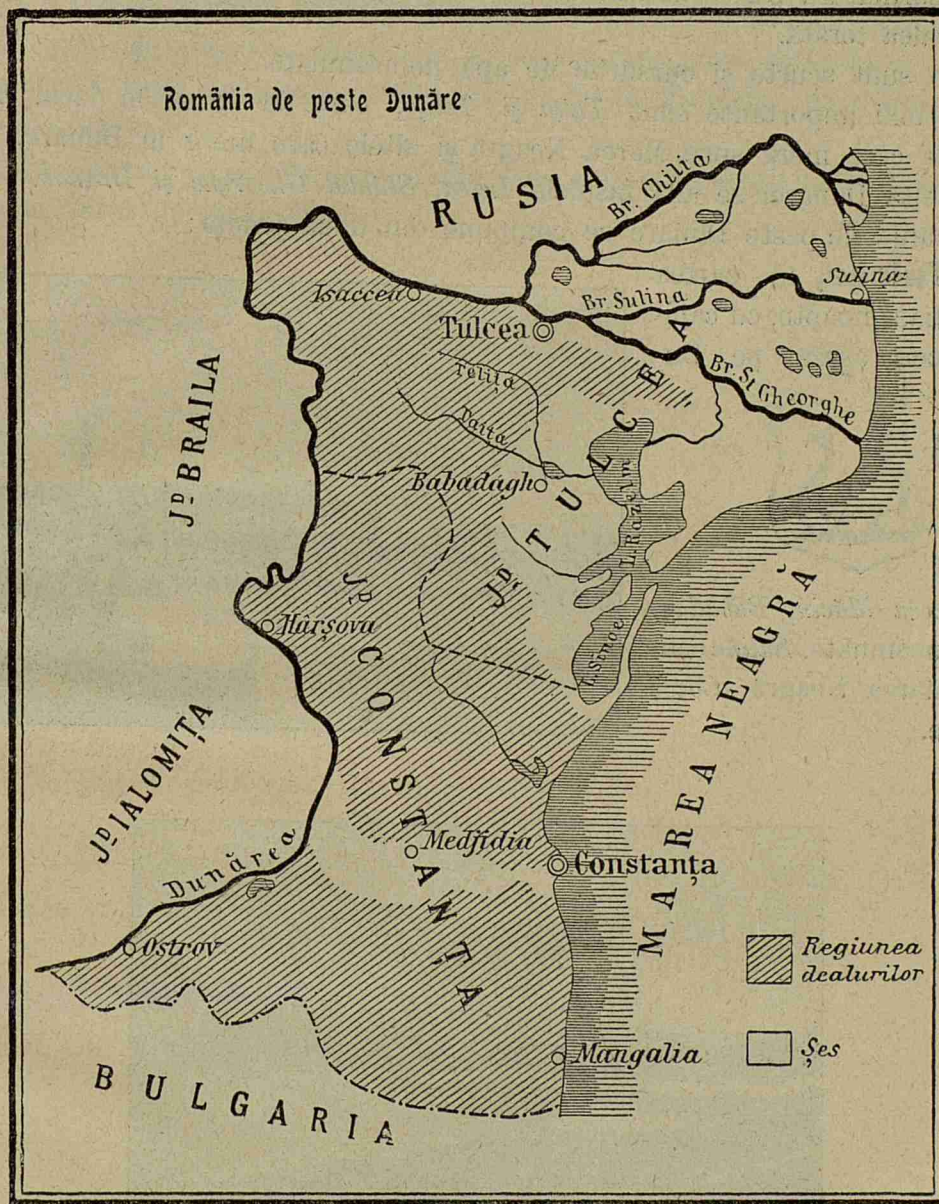 România de peste Dunăre
RUSIA
Br. Chilia
Sulina
Isaccea
Br Sulina
Tulcea
Br. St Gheorghe
Telița
Taița
JD BRAILA
Babadagh
JD TULCEA
L. Razelm
L. Sinoe
Hârșova
JD CONSTANȚA
MAREA NEAGRĂ
JD IALOMIȚA
Medjidia
Dunărea
Constanța
Ostrov
Regiunea
dealurilor
Mangalia
Șes
BULGARIA